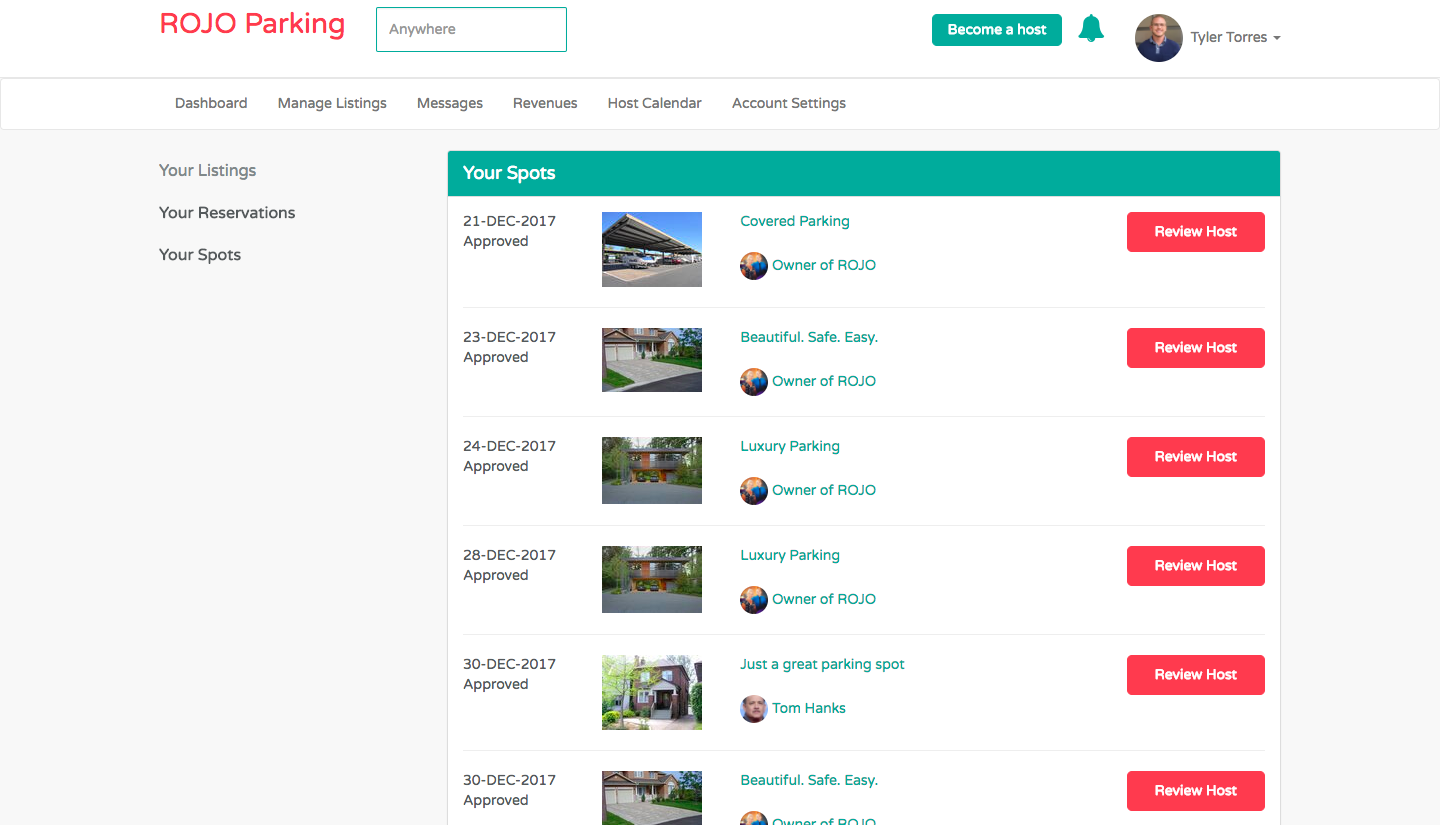 ROJO Parking
Anywhere
Become a host
Tyler Torres
Dashboard
Manage Listings
Messages
Revenues
Host Calendar
Account Settings
Your Listings
Your Reservations
Your Spots
Your Spots
21-DEC-2017
Approved
Covered Parking
Owner of ROJO
Review Host
23-DEC-2017
Approved
Beautiful. Safe. Easy.
Owner of ROJO
Review Host
24-DEC-2017
Approved
Luxury Parking
Owner of ROJO
Review Host
28-DEC-2017
Approved
Luxury Parking
Owner of ROJO
Review Host
30-DEC-2017
Approved
Just a great parking spot
Tom Hanks
Review Host
30-DEC-2017
Approved
Beautiful. Safe. Easy.
Owner of ROJO
Review Host